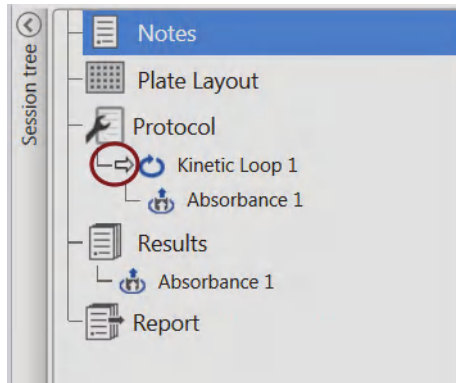 Session tree
Notes
Plate Layout
Protocol
Kinetic Loop 1
Absorbance 1
Results
Absorbance 1
Report